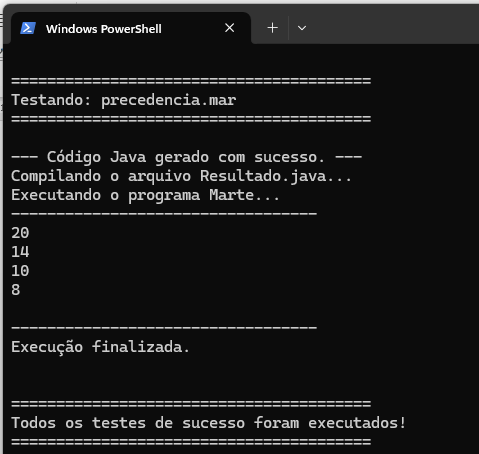 Windows PowerShell
========================================
Testando: precedencia.mar
========================================
--- Código Java gerado com sucesso. ---
Compilando o arquivo Resultado.java...
Executando o programa Marte...
----------------------------------
20
14
10
8
----------------------------------
Execução finalizada.
========================================
Todos os testes de sucesso foram executados!
========================================